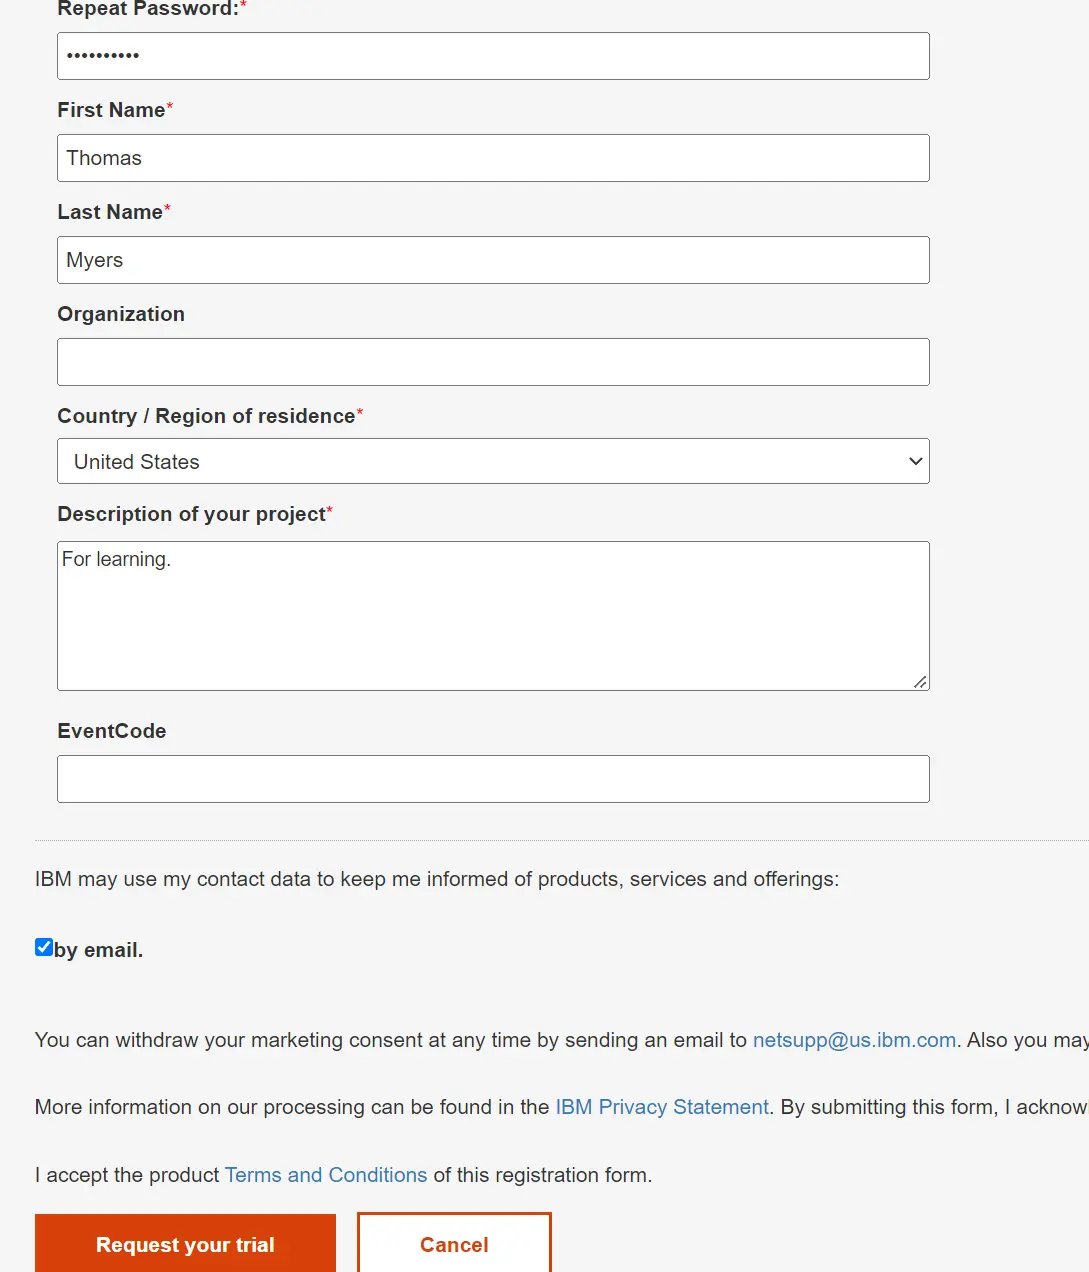 Repeat Password:*
••••••••••
First Name*
Thomas
Last Name*
Myers
Organization
Country / Region of residence*
United States
Description of your project*
For learning.
EventCode
IBM may use my contact data to keep me informed of products, services and offerings:
by email.
You can withdraw your marketing consent at any time by sending an email to netsupp@us.ibm.com. Also you may
More information on our processing can be found in the IBM Privacy Statement. By submitting this form, I
I accept the product Terms and Conditions of this registration form.
Request your trial
Cancel